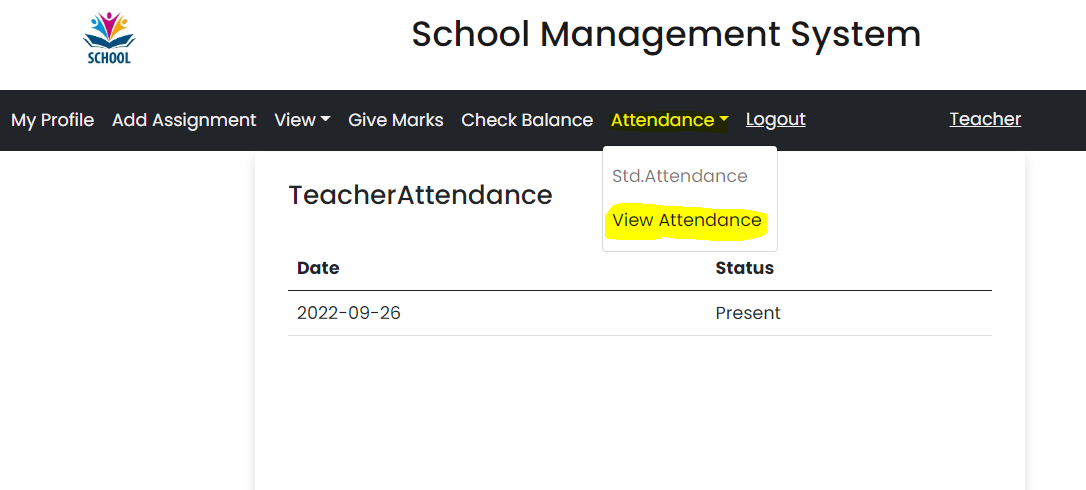 SCHOOL
School Management System
My Profile Add Assignment View Give Marks Check Balance Attendance Logout Teacher
Std.Attendance
TeacherAttendance
View Attendance
Date Status
2022-09-26 Present